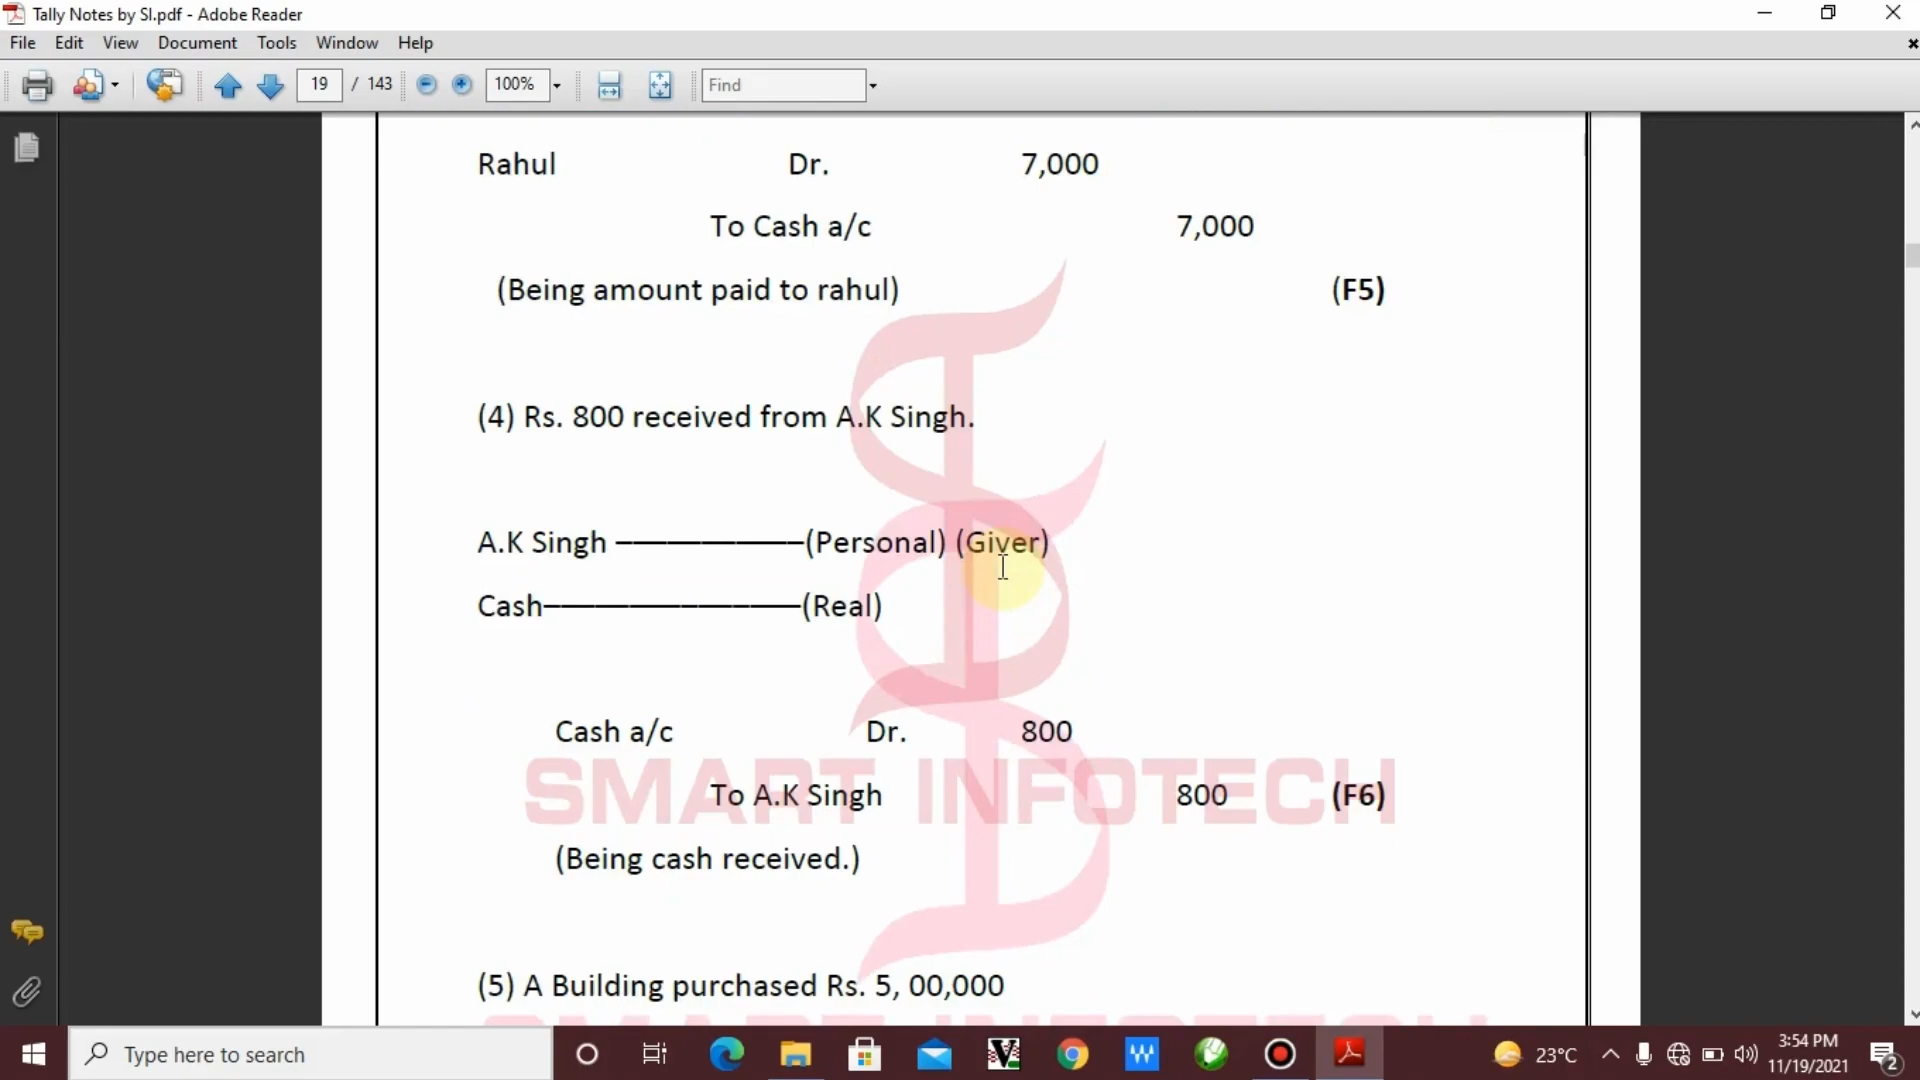 Tally Notes by SI.pdf - Adobe Reader
File Edit View Document Tools Window Help
19 / 143 100% Find
Rahul Dr. 7,000
To Cash a/c 7,000
(Being amount paid to rahul) (F5)
(4) Rs. 800 received from A.K Singh.
A.K Singh ———————(Personal) (Giver)
Cash—————————(Real)
Cash a/c Dr. 800
SMART INFOTECH
To A.K Singh 800 (F6)
(Being cash received.)
(5) A Building purchased Rs. 5, 00,000
SMART INFOTECH
Type here to search
23°C
3:54 PM
11/19/2021
2